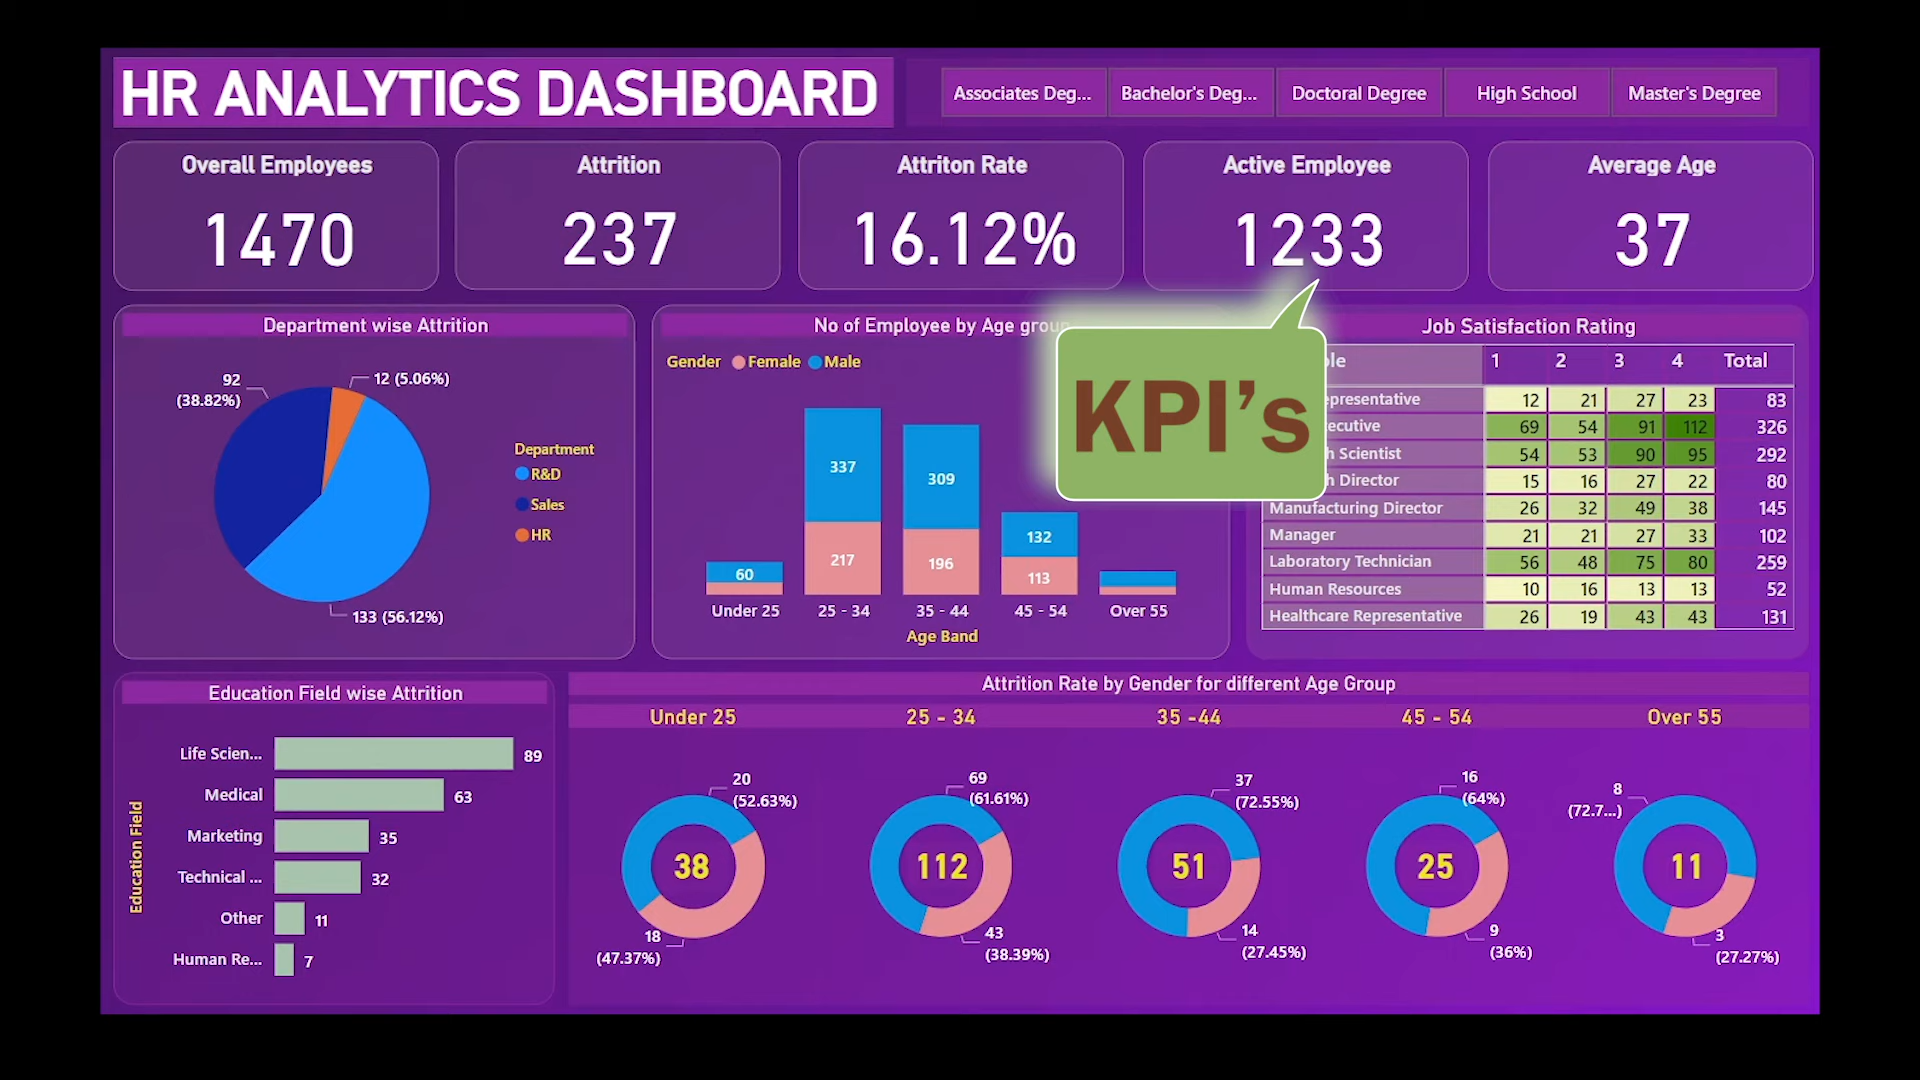 HR ANALYTICS DASHBOARD
Associates Deg...
Bachelor's Deg...
Doctoral Degree
High School
Master's Degree
Overall Employees
1470
Attrition
237
Attriton Rate
16.12%
Active Employee
1233
Average Age
37
KPI's
Department wise Attrition
92
(38.82%)
12 (5.06%)
133 (56.12%)
Department
R&D
Sales
HR
No of Employee by Age
Gender Female Male
60
337
217
309
196
132
113
Under 25 25 - 34 35 - 44 45 - 54 Over 55
Age Band
Job Satisfaction Rating
1 2 3 4 Total
12 21 27 23 83
69 54 91 112 326
Scientist 54 53 90 95 292
Director 15 16 27 22 80
Manufacturing Director 26 32 49 38 145
Manager 21 21 27 33 102
Laboratory Technician 56 48 75 80 259
Human Resources 10 16 13 13 52
Healthcare Representative 26 19 43 43 131
Education Field wise Attrition
Education Field
Life Scien... 89
Medical 63
Marketing 35
Technical ... 32
Other 11
Human Re... 7
Attrition Rate by Gender for different Age Group
Under 25 25 - 34 35 -44 45 - 54 Over 55
20
(52.63%)
38
18
(47.37%)
69
(61.61%)
112
43
(38.39%)
37
(72.55%)
51
14
(27.45%)
16
(64%)
25
9
(36%)
8
(72.7...)
11
3
(27.27%)